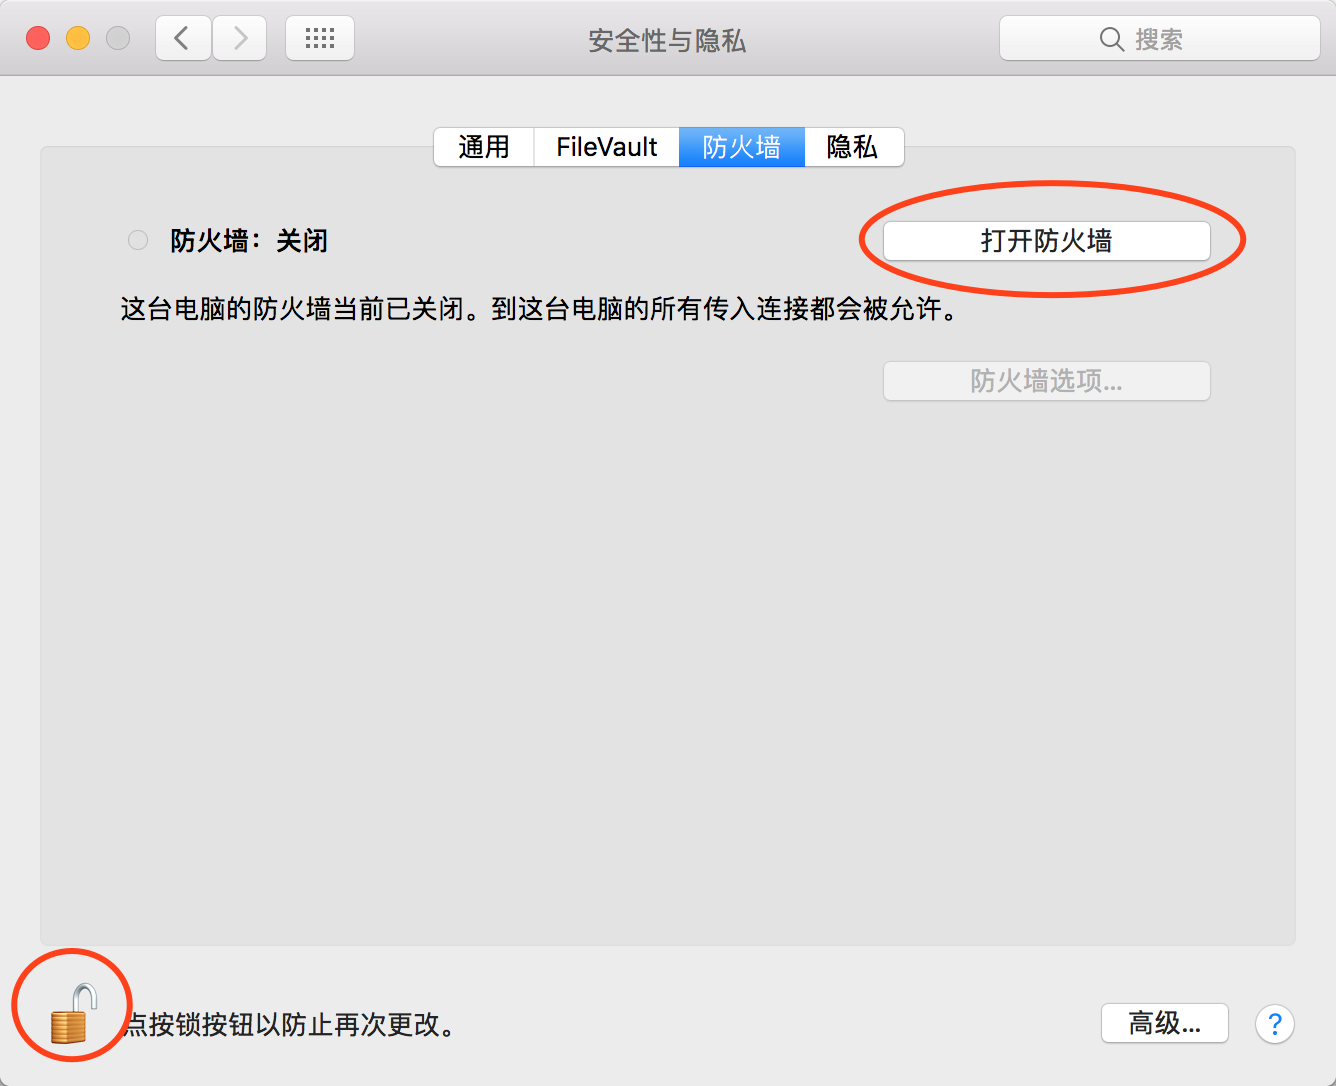 安全性与隐私
搜索
通用
FileVault
防火墙
隐私
防火墙：关闭
打开防火墙
这台电脑的防火墙当前已关闭。到这台电脑的所有传入连接都会被允许。
防火墙选项...
点按锁按钮以防止再次更改。
高级...
?